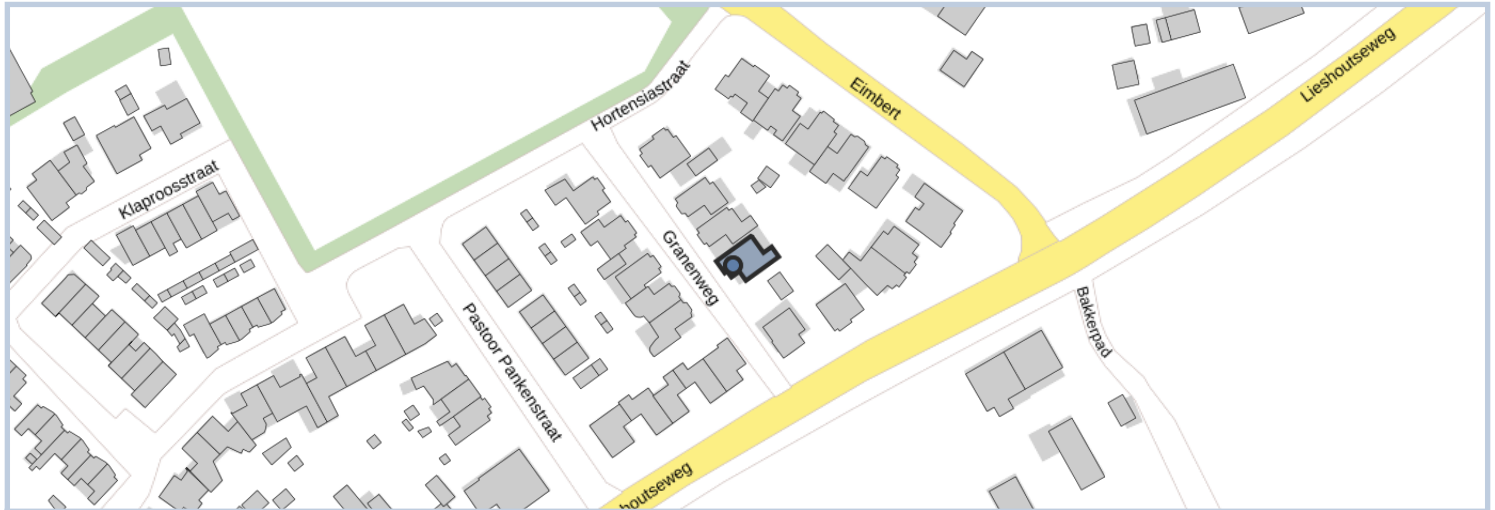 Lieshoutseweg
Eimbert
Hortensiastraat
Klaproosstraat
Granenweg
Bakkerpad
Pastoor Pankenstraat
houtseweg